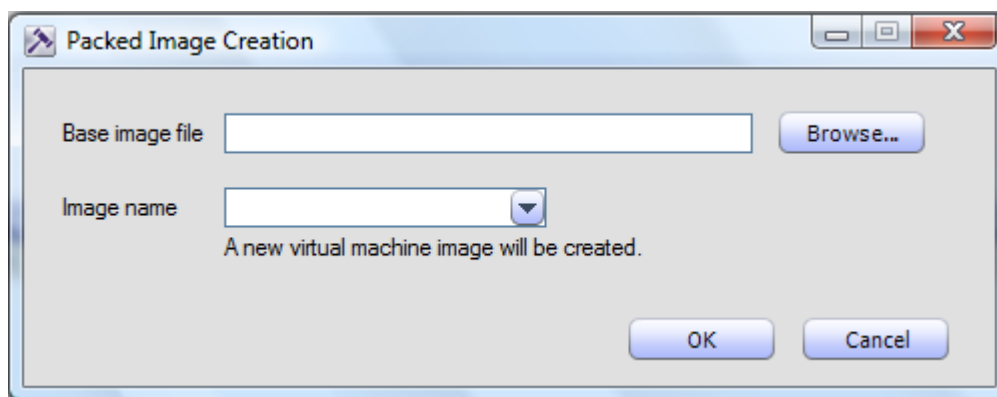 Packed Image Creation
Base image file Browse...
Image name
A new virtual machine image will be created.
OK Cancel